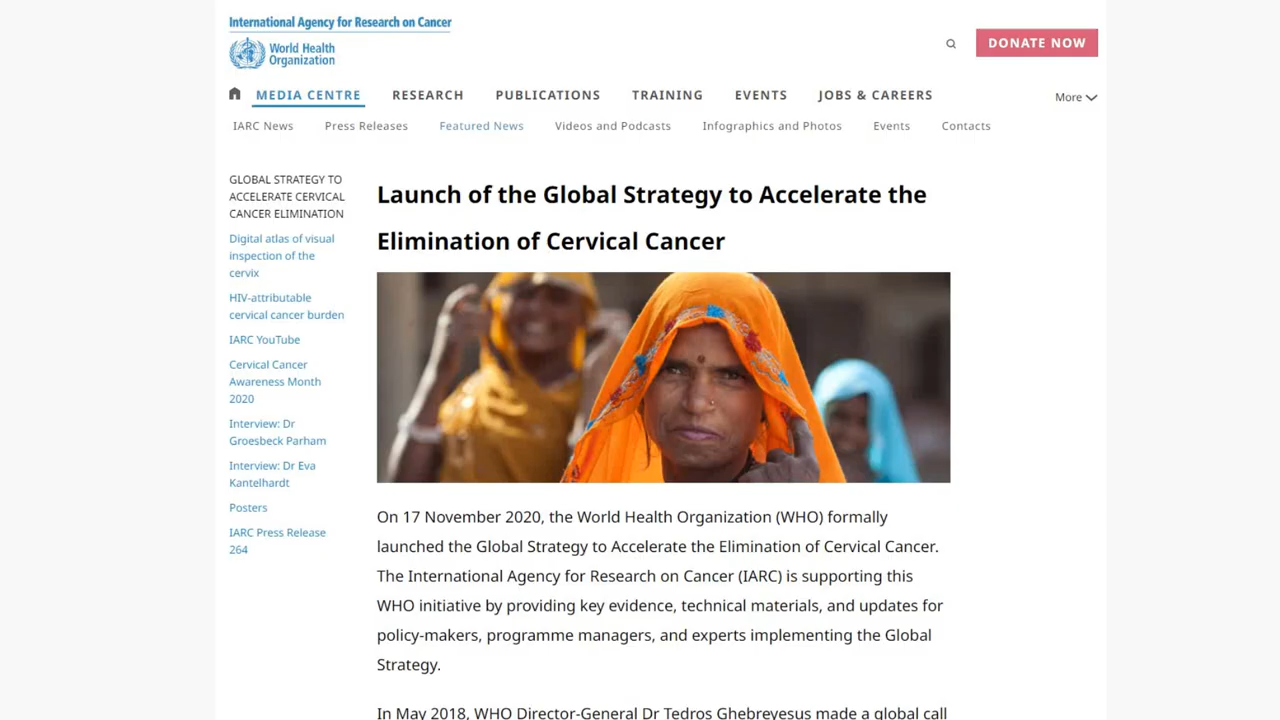 International Agency for Research on Cancer
World Health
Organization
DONATE NOW
MEDIA CENTRE
RESEARCH
PUBLICATIONS
TRAINING
EVENTS
JOBS & CAREERS
More
IARC News
Press Releases
Featured News
Videos and Podcasts
Infographics and Photos
Events
Contacts
GLOBAL STRATEGY TO
ACCELERATE CERVICAL
CANCER ELIMINATION
Digital atlas of visual
inspection of the
cervix
HIV-attributable
cervical cancer burden
IARC YouTube
Cervical Cancer
Awareness Month
2020
Interview: Dr
Groesbeck Parham
Interview: Dr Eva
Kantelhardt
Posters
IARC Press Release
264
Launch of the Global Strategy to Accelerate the
Elimination of Cervical Cancer
On 17 November 2020, the World Health Organization (WHO) formally
launched the Global Strategy to Accelerate the Elimination of Cervical Cancer.
The International Agency for Research on Cancer (IARC) is supporting this
WHO initiative by providing key evidence, technical materials, and updates for
policy-makers, programme managers, and experts implementing the Global
Strategy.
In May 2018, WHO Director-General Dr Tedros Ghebreyesus made a global call